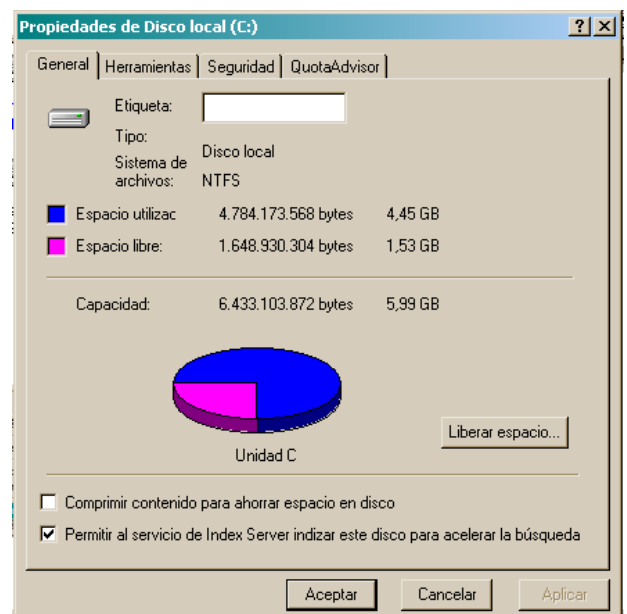 Propiedades de Disco local (C:)
General Herramientas Seguridad QuotaAdvisor
Etiqueta:
Tipo:
Disco local
Sistema de
archivos: NTFS
Espacio utilizac 4.784.173.568 bytes 4,45 GB
Espacio libre: 1.648.930.304 bytes 1,53 GB
Capacidad: 6.433.103.872 bytes 5,99 GB
Unidad C
Liberar espacio...
Comprimir contenido para ahorrar espacio en disco
Permitir al servicio de Index Server indizar este disco para acelerar la búsqueda
Aceptar Cancelar Aplicar